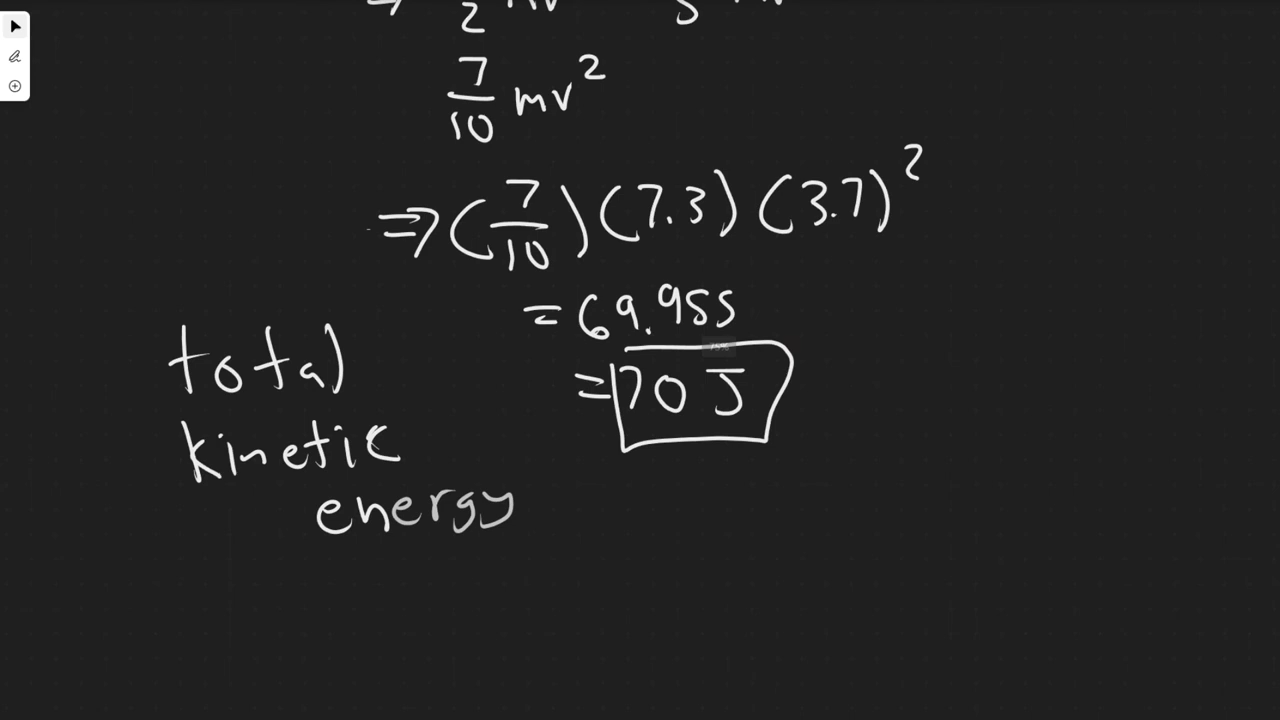 7/10 mv²
⇒ (7/10) (7.3) (3.7)²
= 69.955
= 70 J
total
kinetic
energy